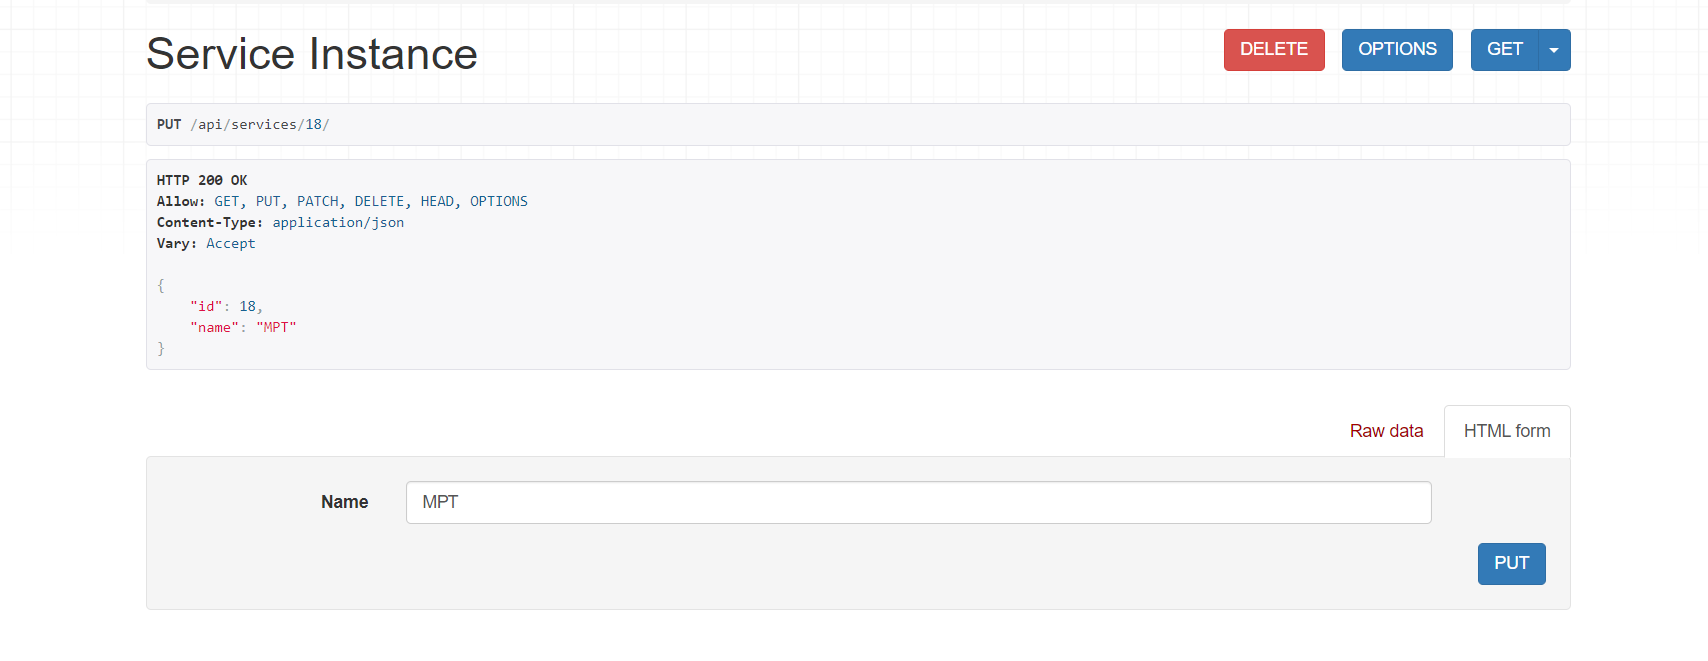 Service Instance
DELETE
OPTIONS
GET
PUT /api/services/18/
HTTP 200 OK
Allow: GET, PUT, PATCH, DELETE, HEAD, OPTIONS
Content-Type: application/json
Vary: Accept
{
"id": 18,
"name": "MPT"
}
Raw data
HTML form
Name
MPT
PUT